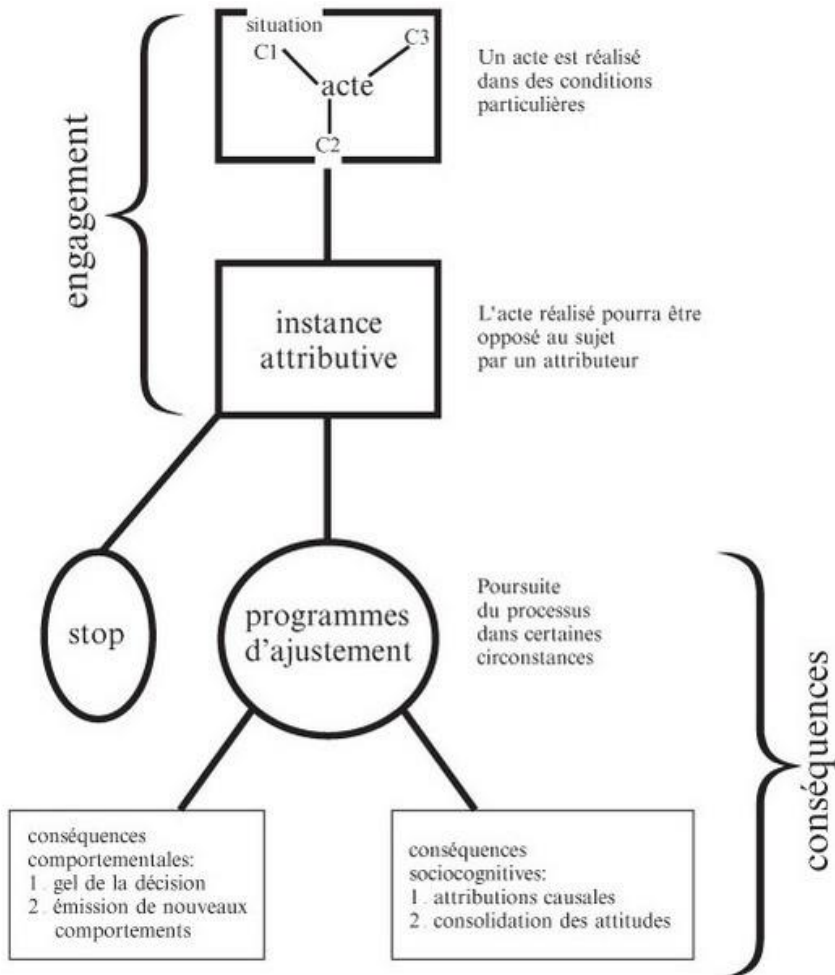 situation
C1
C3
acte
C2
Un acte est réalisé
dans des conditions
particulières
engagement
instance
attributive
L'acte réalisé pourra être
opposé au sujet
par un attributeur
stop
programmes
d'ajustement
Poursuite
du processus
dans certaines
circonstances
conséquences
conséquences
comportementales:
1. gel de la décision
2. émission de nouveaux
comportements
conséquences
sociocognitives:
1. attributions causales
2. consolidation des attitudes